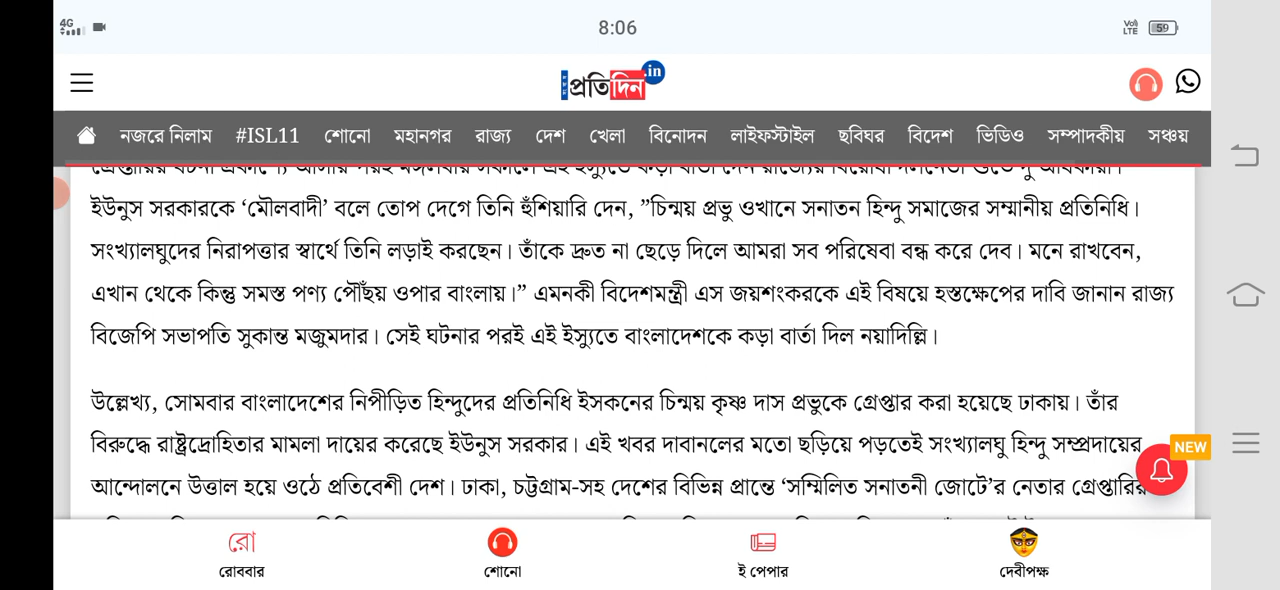 4G
8:06
VoI) LTE
59
প্রতিদিন.in
নজরে নিলাম #ISL11 শোনো মহানগর রাজ্য দেশ খেলা বিনোদন লাইফস্টাইল ছবিঘর বিদেশ ভিডিও সম্পাদকীয় সঞ্চয়
ইউনুস সরকারকে ‘মৌলবাদী’ বলে তোপ দেগে তিনি হুঁশিয়ারি দেন, ”চিন্ময় প্রভু ওখানে সনাতন হিন্দু সমাজের সম্মানীয় প্রতিনিধি।
সংখ্যালঘুদের নিরাপত্তার স্বার্থে তিনি লড়াই করছেন। তাঁকে দ্রুত না ছেড়ে দিলে আমরা সব পরিষেবা বন্ধ করে দেব। মনে রাখবেন,
এখান থেকে কিন্তু সমস্ত পণ্য পৌঁছয় ওপার বাংলায়।” এমনকী বিদেশমন্ত্রী এস জয়শংকরকে এই বিষয়ে হস্তক্ষেপের দাবি জানান রাজ্য
বিজেপি সভাপতি সুকান্ত মজুমদার। সেই ঘটনার পরই এই ইস্যুতে বাংলাদেশকে কড়া বার্তা দিল নয়াদিল্লি।
উল্লেখ্য, সোমবার বাংলাদেশের নিপীড়িত হিন্দুদের প্রতিনিধি ইসকনের চিন্ময় কৃষ্ণ দাস প্রভুকে গ্রেপ্তার করা হয়েছে ঢাকায়। তাঁর
বিরুদ্ধে রাষ্ট্রদ্রোহিতার মামলা দায়ের করেছে ইউনুস সরকার। এই খবর দাবানলের মতো ছড়িয়ে পড়তেই সংখ্যালঘু হিন্দু সম্প্রদায়ের
NEW
আন্দোলনে উত্তাল হয়ে ওঠে প্রতিবেশী দেশ। ঢাকা, চট্টগ্রাম-সহ দেশের বিভিন্ন প্রান্তে ‘সম্মিলিত সনাতনী জোটে’র নেতার গ্রেপ্তারির
রো
রোববার শোনো ই পেপার দেবীপক্ষ